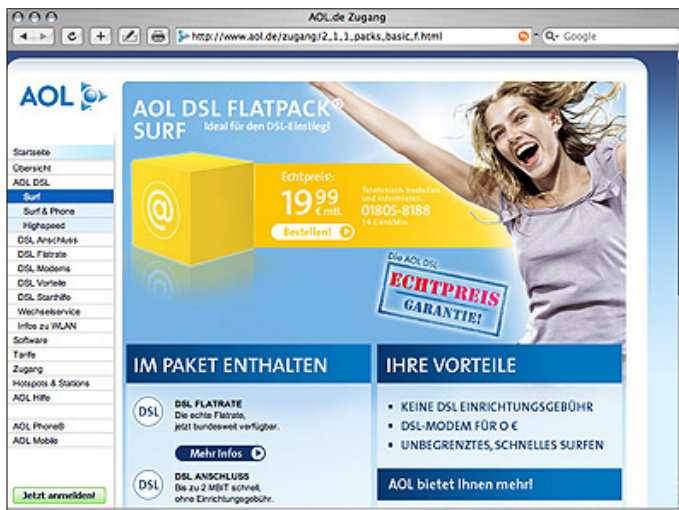 AOL.de Zugang
http://www.aol.de/zugang/2_1_1_packs_basic_f.html
Q- Google
AOL
Startseite
Übersicht
AOL DSL
Surf
Surf & Phone
Highspeed
DSL Anschluss
DSL Flatrate
DSL Modems
DSL Vorteile
DSL Starthilfe
Wechselservice
Infos zu WLAN
Software
Tarife
Zugang
Hotspots & Stations
AOL Hilfe
AOL Phone®
AOL Mobile
Jetzt anmelden!
AOL DSL FLATPACK®
SURF Ideal für den DSL-Einstieg!
@
Echtpreis¹:
19 99
€ mtl.
Bestellen!
Telefonisch bestellen
und informieren.
01805-8188
14 Cent/Min.
Die AOL DSL
ECHTPREIS
GARANTIE!
IM PAKET ENTHALTEN
DSL
DSL FLATRATE
Die echte Flatrate,
jetzt bundesweit verfügbar.
Mehr Infos
DSL
DSL ANSCHLUSS
Bis zu 2 MBIT schnell,
ohne Einrichtungsgebühr.
IHRE VORTEILE
▪ KEINE DSL EINRICHTUNGSGEBÜHR
▪ DSL-MODEM FÜR 0 €
▪ UNBEGRENZTES, SCHNELLES SURFEN
AOL bietet Ihnen mehr!